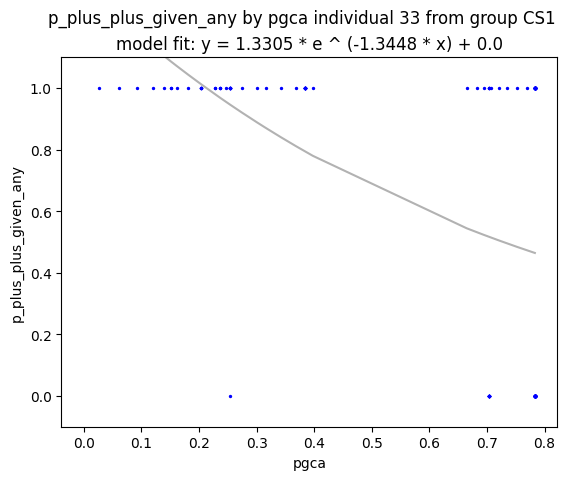 p_plus_plus_given_any by pgca individual 33 from group CS1
model fit: y = 1.3305 * e ^ (-1.3448 * x) + 0.0
1.0
0.8
0.6
0.4
0.2
0.0
p_plus_plus_given_any
0.0 0.1 0.2 0.3 0.4 0.5 0.6 0.7 0.8
pgca